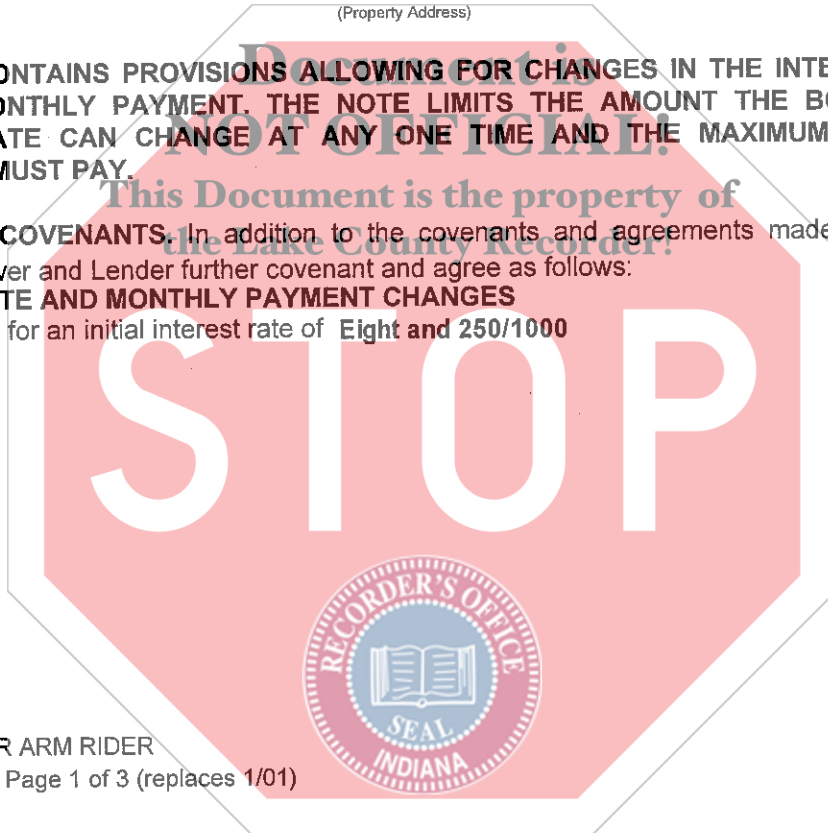 (Property Address)
Document is
ONTAINS PROVISIONS ALLOWING FOR CHANGES IN THE INTE
ONTHLY PAYMENT. THE NOTE LIMITS THE AMOUNT THE BO
NOT OFFICIAL!
ATE CAN CHANGE AT ANY ONE TIME AND THE MAXIMUM
MUST PAY.
This Document is the property of
COVENANTS. In addition to the covenants and agreements made
the Lake County Recorder!
ver and Lender further covenant and agree as follows:
TE AND MONTHLY PAYMENT CHANGES
for an initial interest rate of Eight and 250/1000
STOP
RECORDER'S OFFICE
SEAL
INDIANA
R ARM RIDER
Page 1 of 3 (replaces 1/01)